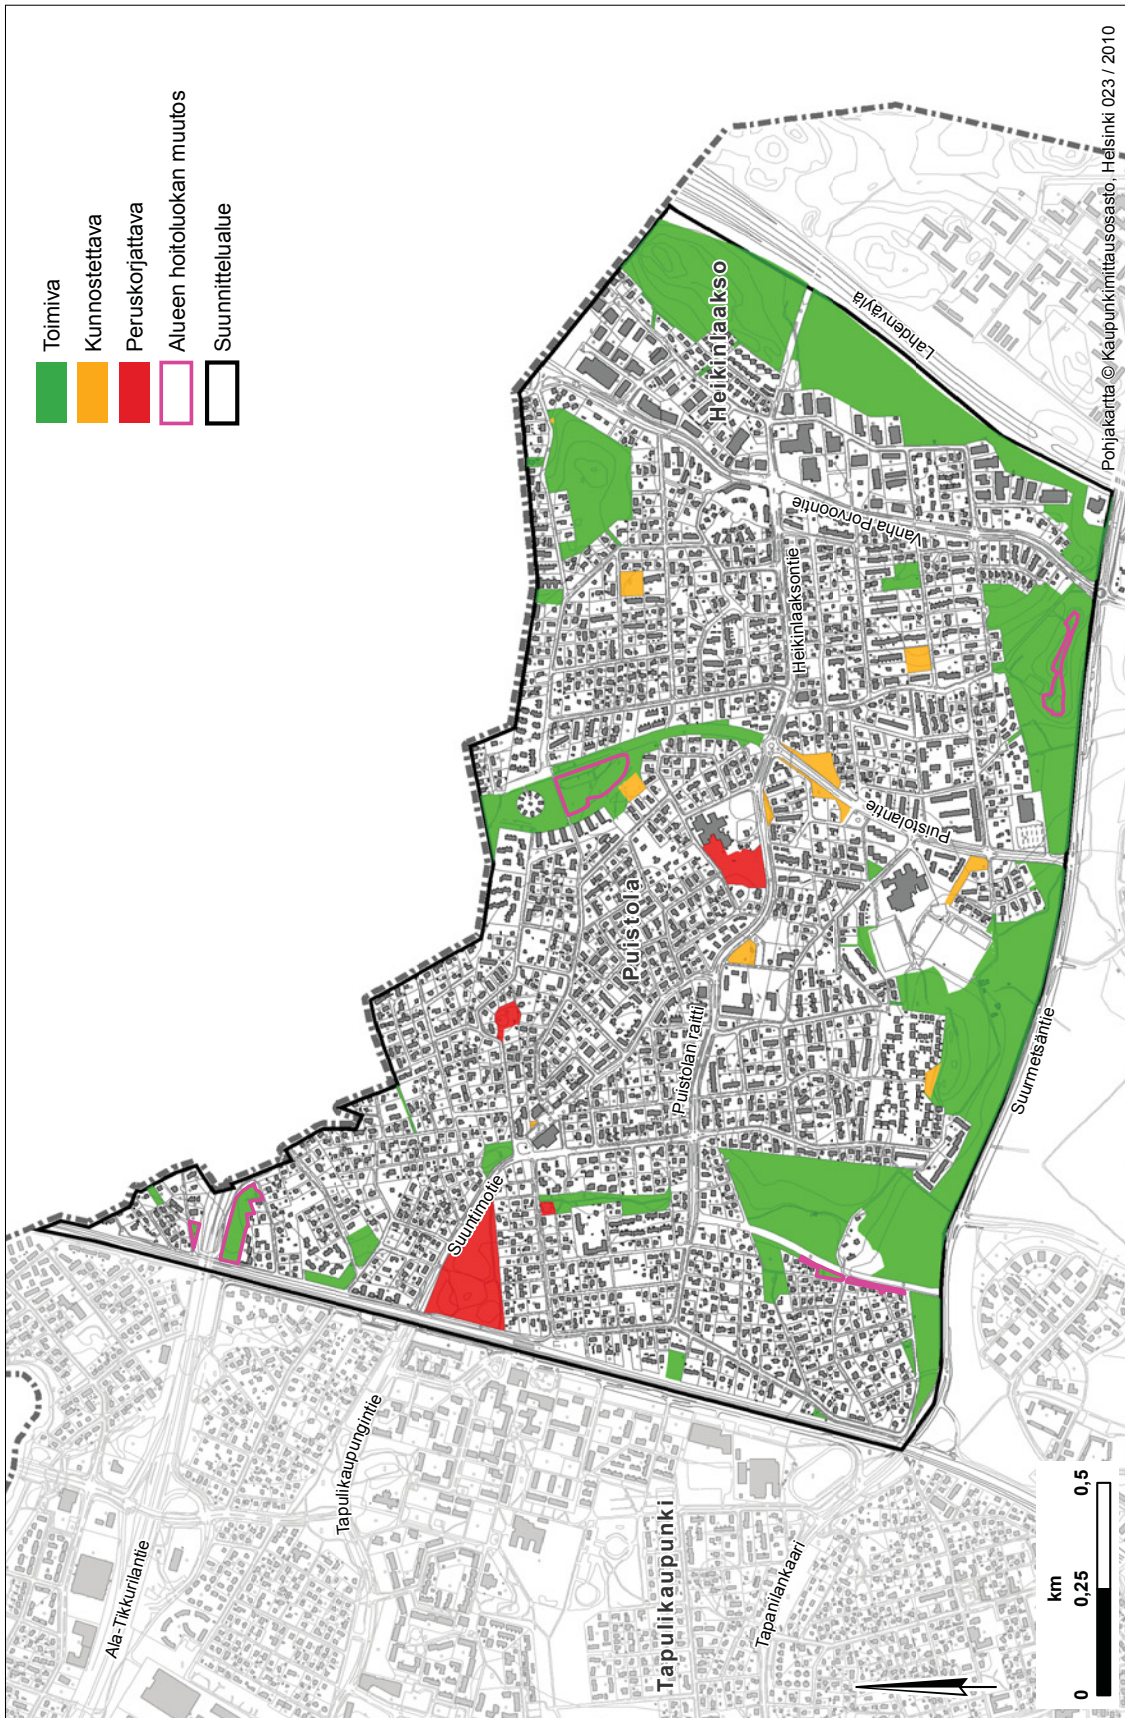 Toimiva
Kunnostettava
Peruskorjattava
Alueen hoitoluokan muutos
Suunnittelualue
Heikinlaakso
Lahdenväylä
Vanha Porvoontie
Heikinlaaksontie
Puistolantie
Puistola
Puistolan raitti
Suurmetsäntie
Suuntimotie
Tapulikaupungintie
Ala-Tikkurilantie
Tapulikaupunki
Tapanilankaari
km
0 0,25 0,5
Pohjakartta © Kaupunkimittausosasto, Helsinki 023 / 2010